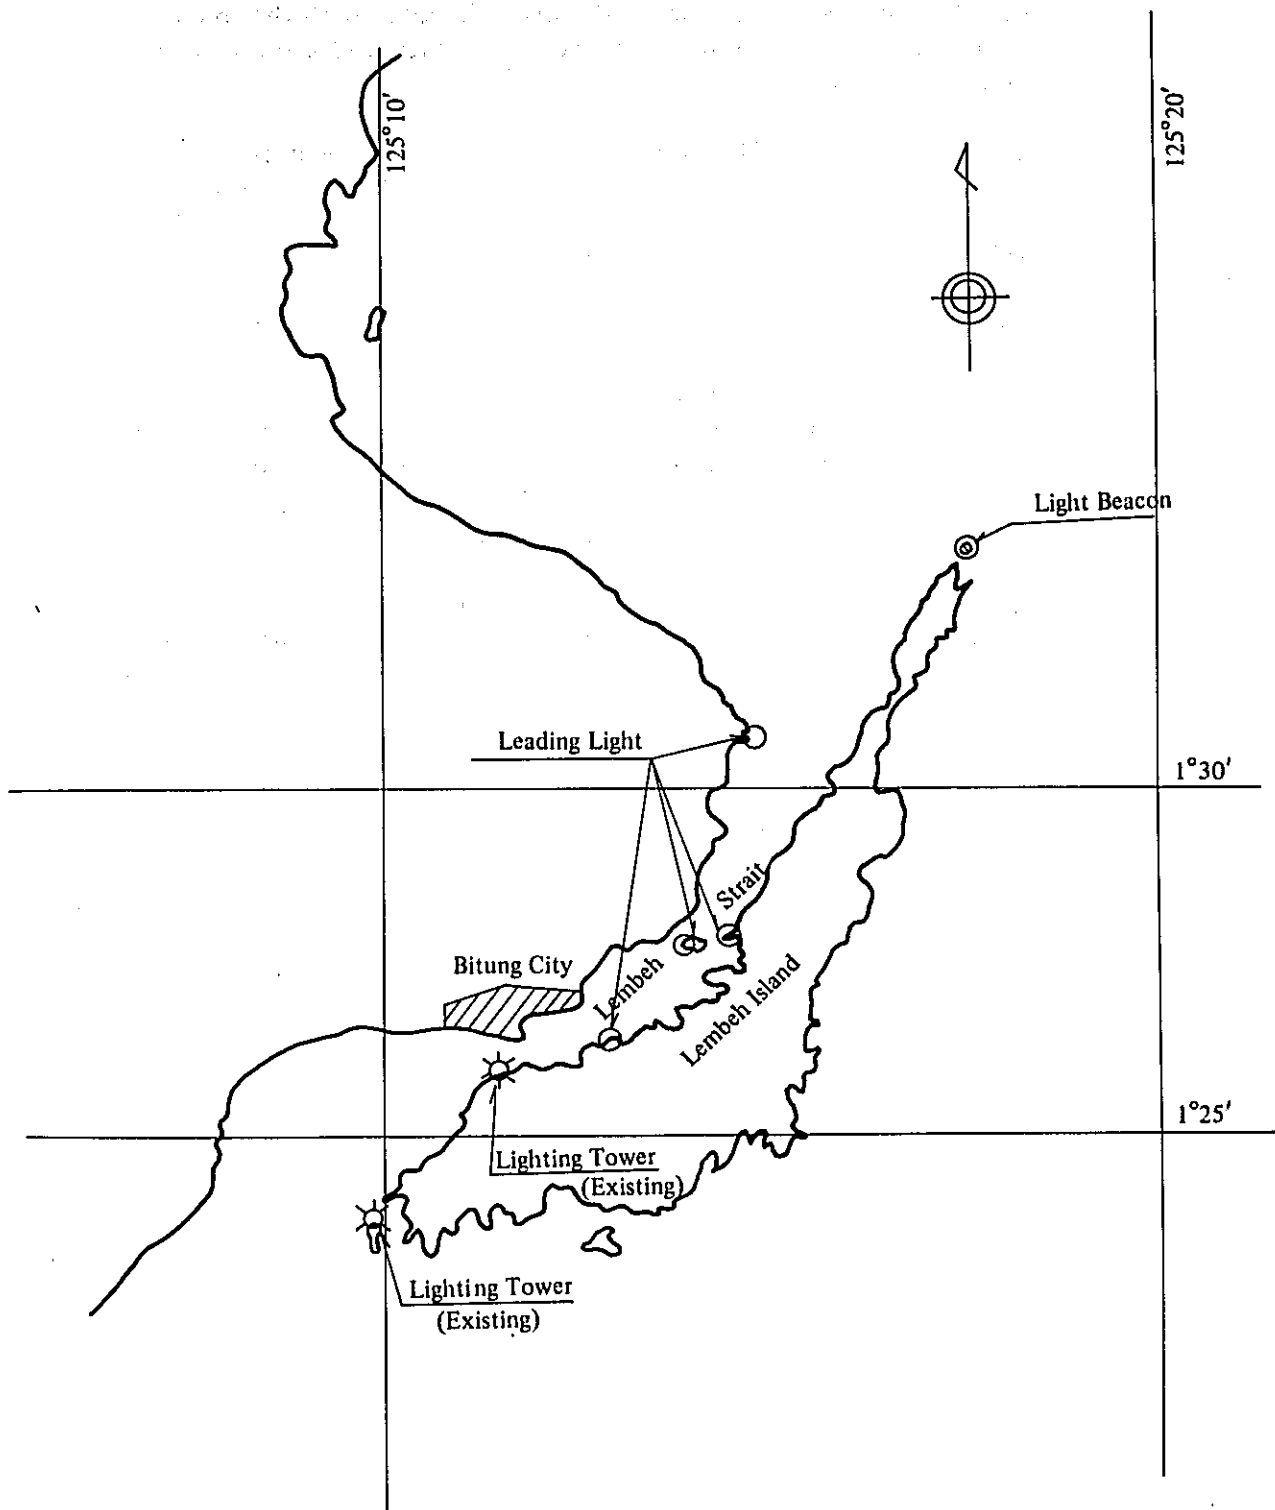 125°10′
125°20′
Light Beacon
Leading Light
1°30′
Strait
Bitung City
Lembeh
Lembeh Island
1°25′
Lighting Tower
(Existing)
Lighting Tower
(Existing)